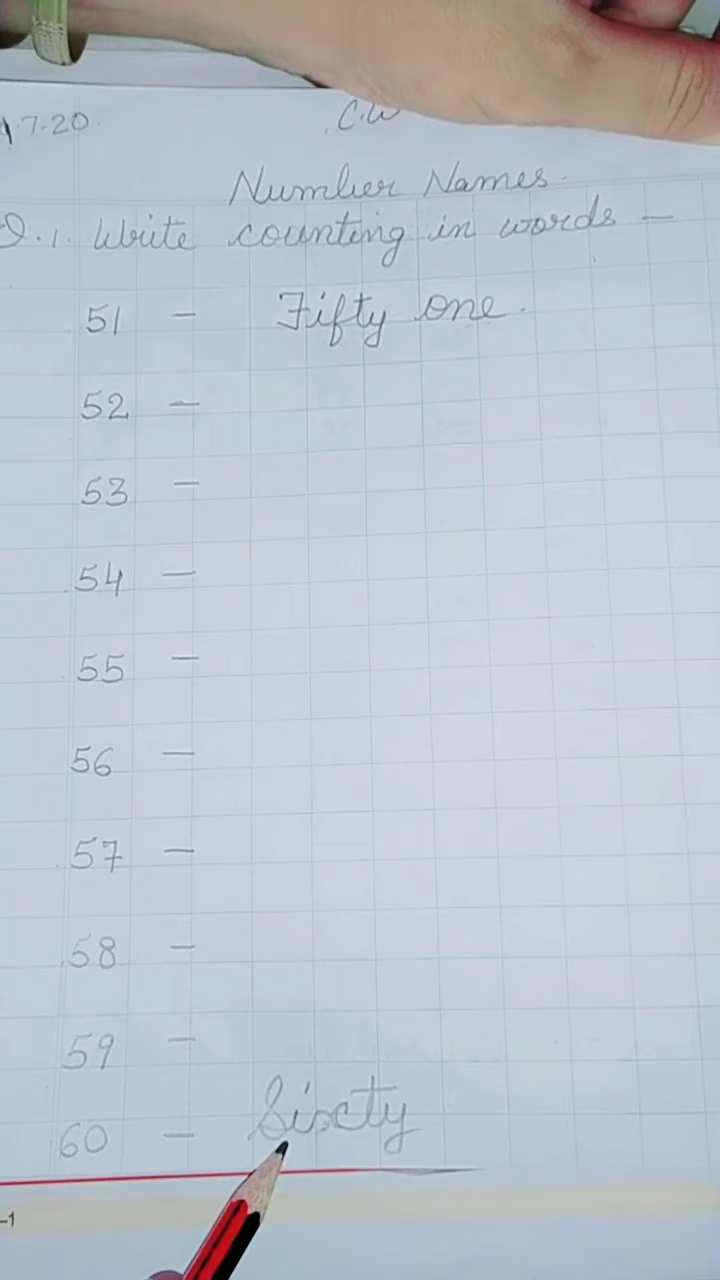 7.20.
C.W
Number Names.
Q.1. Write counting in words —
51 — Fifty one.
52 —
53 —
54 —
55 —
56 —
57 —
58 —
59 —
60 — Sixty
-1